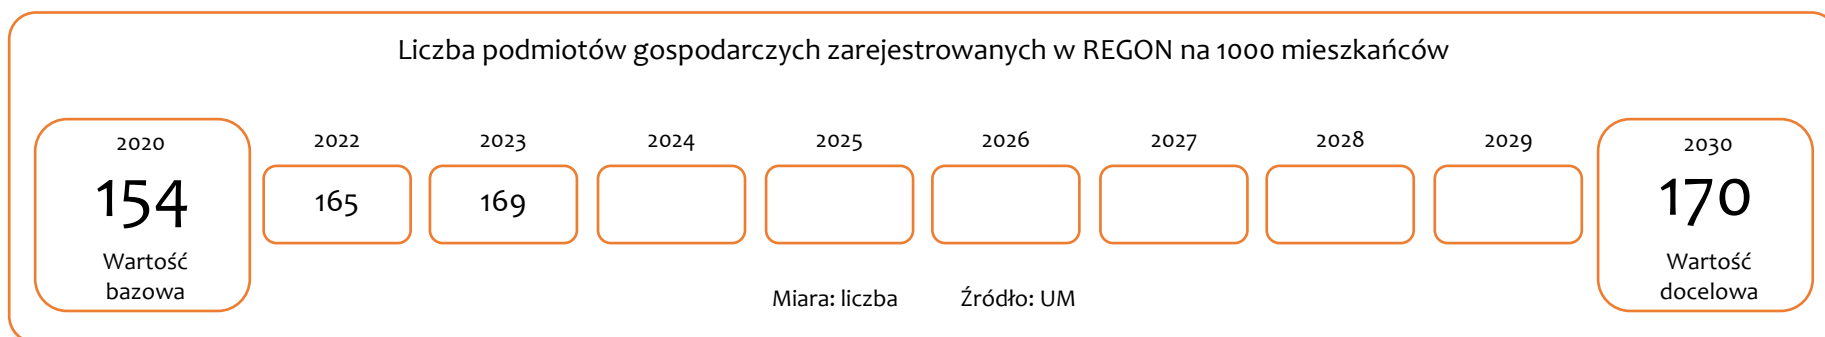 Liczba podmiotów gospodarczych zarejestrowanych w REGON na 1000 mieszkańców
2020
154
Wartość
bazowa
2022
165
2023
169
2024
2025
2026
2027
2028
2029
2030
170
Wartość
docelowa
Miara: liczba Źródło: UM